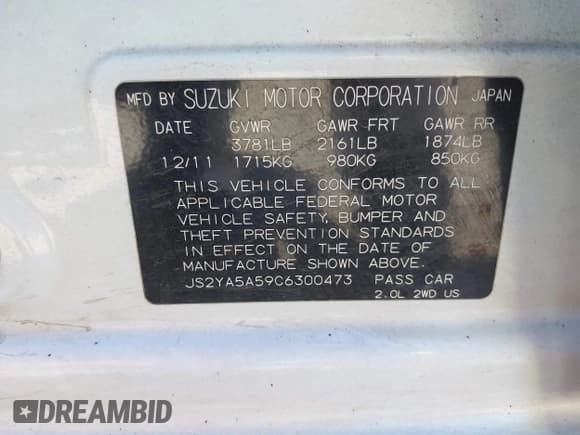 MFD BY SUZUKI MOTOR CORPORATION JAPAN
DATE GVWR GAWR FRT GAWR RR
3781LB 2161LB 1874LB
12/11 1715KG 980KG 850KG
THIS VEHICLE CONFORMS TO ALL
APPLICABLE FEDERAL MOTOR
VEHICLE SAFETY, BUMPER AND
THEFT PREVENTION STANDARDS
IN EFFECT ON THE DATE OF
MANUFACTURE SHOWN ABOVE.
JS2YA5A59C6300473 PASS CAR
2.0L 2WD US
DREAMBID